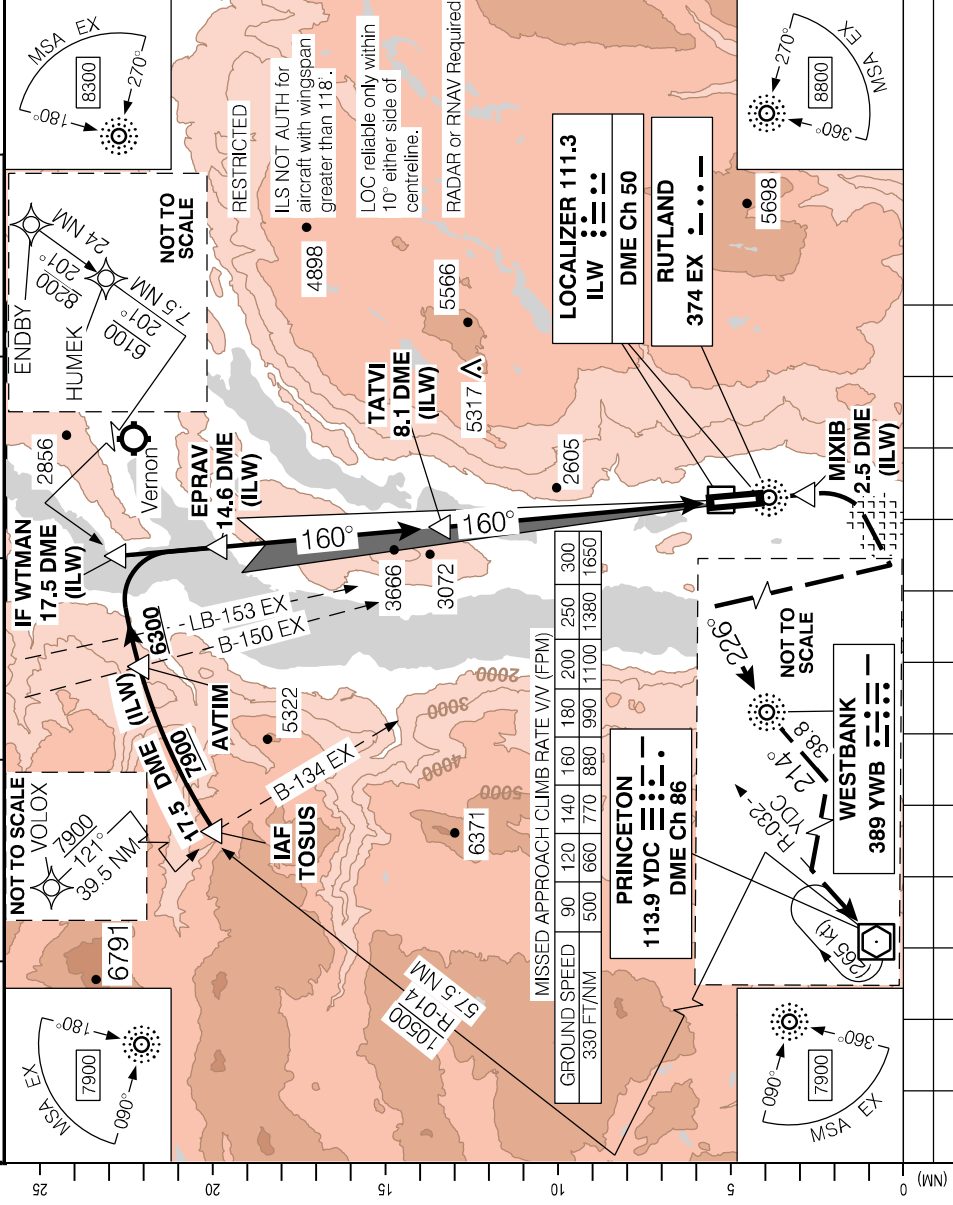 MSA EX
180°
8300
270°
ENDBY
24 NM
8200
201°
HUMEK
7.5 NM
6100
201°
NOT TO
SCALE
RESTRICTED
ILS NOT AUTH for
aircraft with wingspan
greater than 118'.
LOC reliable only within
10° either side of
centreline.
RADAR or RNAV Required
270°
8800
360°
MSA EX
4898
5566
5317
5698
2856
Vernon
2605
IF WTMAN
17.5 DME
(ILW)
EPRAV
14.6 DME
(ILW)
TATVI
8.1 DME
(ILW)
LOCALIZER 111.3
ILW
DME Ch 50
RUTLAND
374 EX
MIXIB
2.5 DME
(ILW)
160°
160°
3666
3072
LB-153 EX
B-150 EX
6300
AVTIM
17.5 DME (ILW)
7900
5322
B-134 EX
IAF
TOSUS
NOT TO SCALE
VOLOX
7900
121°
39.5 NM
6791
6371
2000
3000
4000
5000
10500
R-014
57.5 NM
MISSED APPROACH CLIMB RATE V/V (FPM)
GROUND SPEED 90 120 140 160 180 200 250 300
330 FT/NM 500 660 770 880 990 1100 1380 1650
PRINCETON
113.9 YDC
DME Ch 86
NOT TO
SCALE
226°
214°
38.8
R-032
YDC
(265 kt)
WESTBANK
389 YWB
MSA EX
180°
7900
090°
090°
7900
360°
MSA EX
25
20
15
10
5
0
(NM)